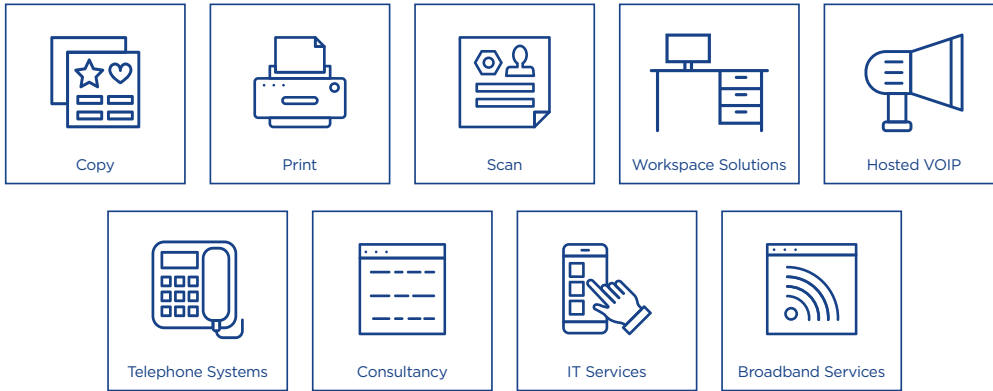 Copy
Print
Scan
Workspace Solutions
Hosted VOIP
Telephone Systems
Consultancy
IT Services
Broadband Services